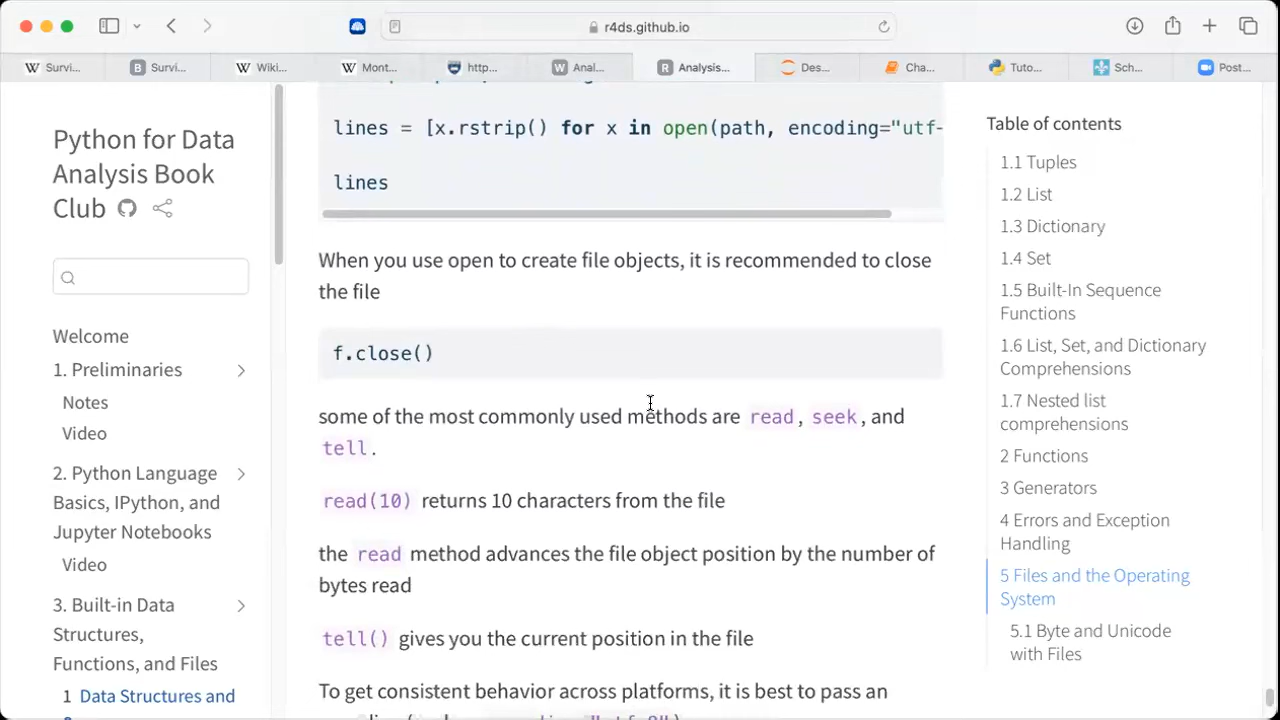 r4ds.github.io
Survi...
Survi...
Wiki...
Mont...
http...
Anal...
Analysis...
Des...
Cha...
Tuto...
Sch...
Post...
Python for Data
Analysis Book
Club
Welcome
1. Preliminaries
Notes
Video
2. Python Language
Basics, IPython, and
Jupyter Notebooks
Video
3. Built-in Data
Structures,
Functions, and Files
1 Data Structures and
lines = [x.rstrip() for x in open(path, encoding="utf-
lines
When you use open to create file objects, it is recommended to close
the file
f.close()
some of the most commonly used methods are read, seek, and
tell.
read(10) returns 10 characters from the file
the read method advances the file object position by the number of
bytes read
tell() gives you the current position in the file
To get consistent behavior across platforms, it is best to pass an
Table of contents
1.1 Tuples
1.2 List
1.3 Dictionary
1.4 Set
1.5 Built-In Sequence
Functions
1.6 List, Set, and Dictionary
Comprehensions
1.7 Nested list
comprehensions
2 Functions
3 Generators
4 Errors and Exception
Handling
5 Files and the Operating
System
5.1 Byte and Unicode
with Files